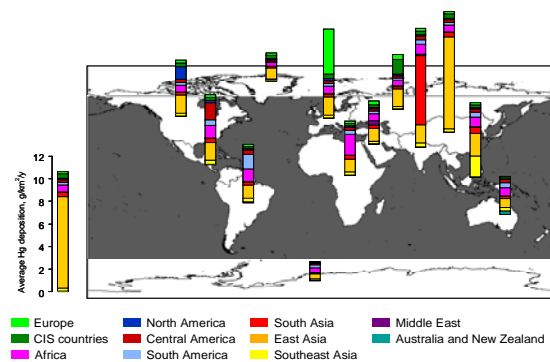 Average Hg deposition, g/km²/y
12
10
8
6
4
2
0
Europe
North America
South Asia
Middle East
CIS countries
Central America
East Asia
Australia and New Zealand
Africa
South America
Southeast Asia